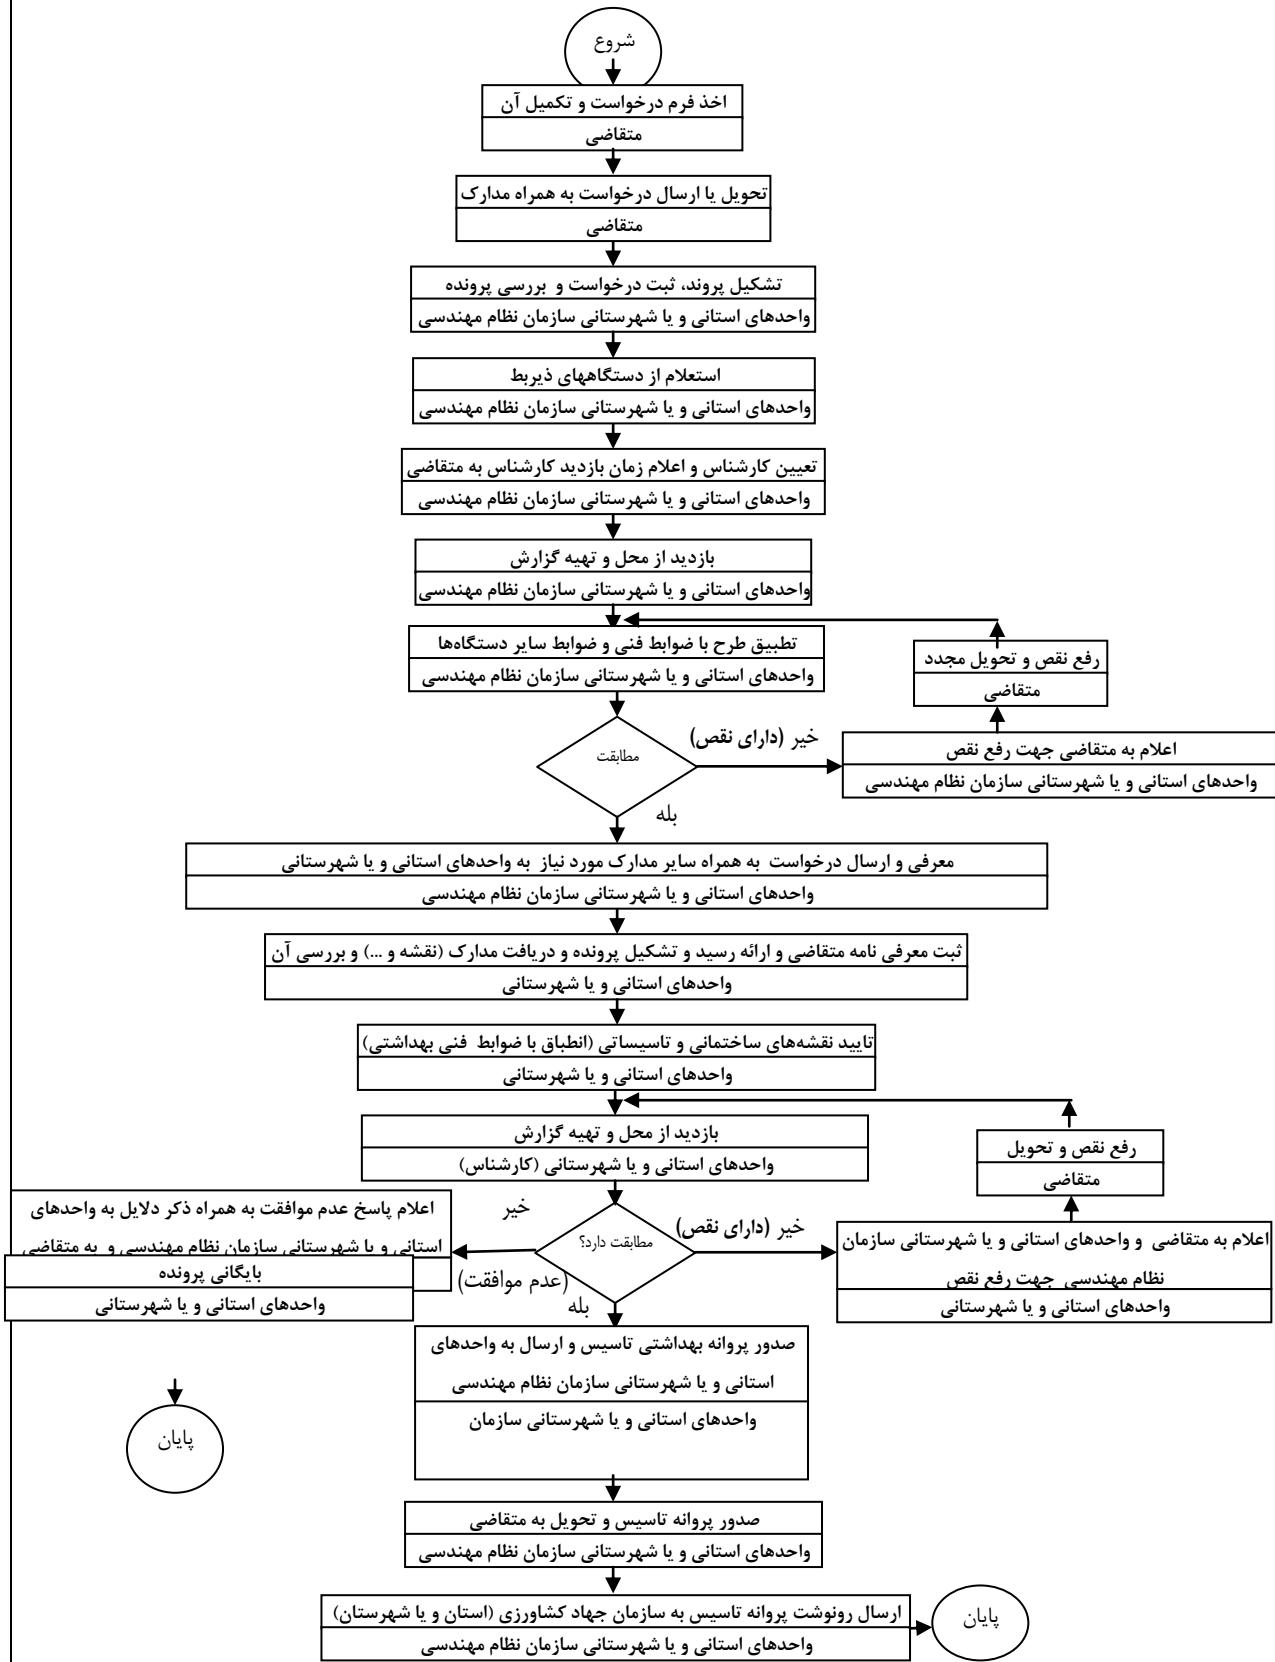 شروع
اخذ فرم درخواست و تکمیل آن
متقاضی
تحویل یا ارسال درخواست به همراه مدارک
متقاضی
تشکیل پروند، ثبت درخواست و بررسی پرونده
واحدهای استانی و یا شهرستانی سازمان نظام مهندسی
استعلام از دستگاههای ذیربط
واحدهای استانی و یا شهرستانی سازمان نظام مهندسی
تعیین کارشناس و اعلام زمان بازدید کارشناس به متقاضی
واحدهای استانی و یا شهرستانی سازمان نظام مهندسی
بازدید از محل و تهیه گزارش
واحدهای استانی و یا شهرستانی سازمان نظام مهندسی
تطبیق طرح با ضوابط فنی و ضوابط سایر دستگاه‌ها
واحدهای استانی و یا شهرستانی سازمان نظام مهندسی
رفع نقص و تحویل مجدد
متقاضی
مطابقت
خیر (دارای نقص)
اعلام به متقاضی جهت رفع نقص
واحدهای استانی و یا شهرستانی سازمان نظام مهندسی
بله
معرفی و ارسال درخواست به همراه سایر مدارک مورد نیاز به واحدهای استانی و یا شهرستانی
واحدهای استانی و یا شهرستانی سازمان نظام مهندسی
ثبت معرفی نامه متقاضی و ارائه رسید و تشکیل پرونده و دریافت مدارک (نقشه و ...) و بررسی آن
واحدهای استانی و یا شهرستانی
تایید نقشه‌های ساختمانی و تاسیساتی (انطباق با ضوابط فنی بهداشتی)
واحدهای استانی و یا شهرستانی
بازدید از محل و تهیه گزارش
واحدهای استانی و یا شهرستانی (کارشناس)
رفع نقص و تحویل
متقاضی
مطابقت دارد؟
خیر (دارای نقص)
اعلام به متقاضی و واحدهای استانی و یا شهرستانی سازمان
نظام مهندسی جهت رفع نقص
واحدهای استانی و یا شهرستانی
خیر
(عدم موافقت)
اعلام پاسخ عدم موافقت به همراه ذکر دلایل به واحدهای
استانی و یا شهرستانی سازمان نظام مهندسی و به متقاضی
بایگانی پرونده
واحدهای استانی و یا شهرستانی
پایان
بله
صدور پروانه بهداشتی تاسیس و ارسال به واحدهای
استانی و یا شهرستانی سازمان نظام مهندسی
واحدهای استانی و یا شهرستانی سازمان
صدور پروانه تاسیس و تحویل به متقاضی
واحدهای استانی و یا شهرستانی سازمان نظام مهندسی
ارسال رونوشت پروانه تاسیس به سازمان جهاد کشاورزی (استان و یا شهرستان)
واحدهای استانی و یا شهرستانی سازمان نظام مهندسی
پایان